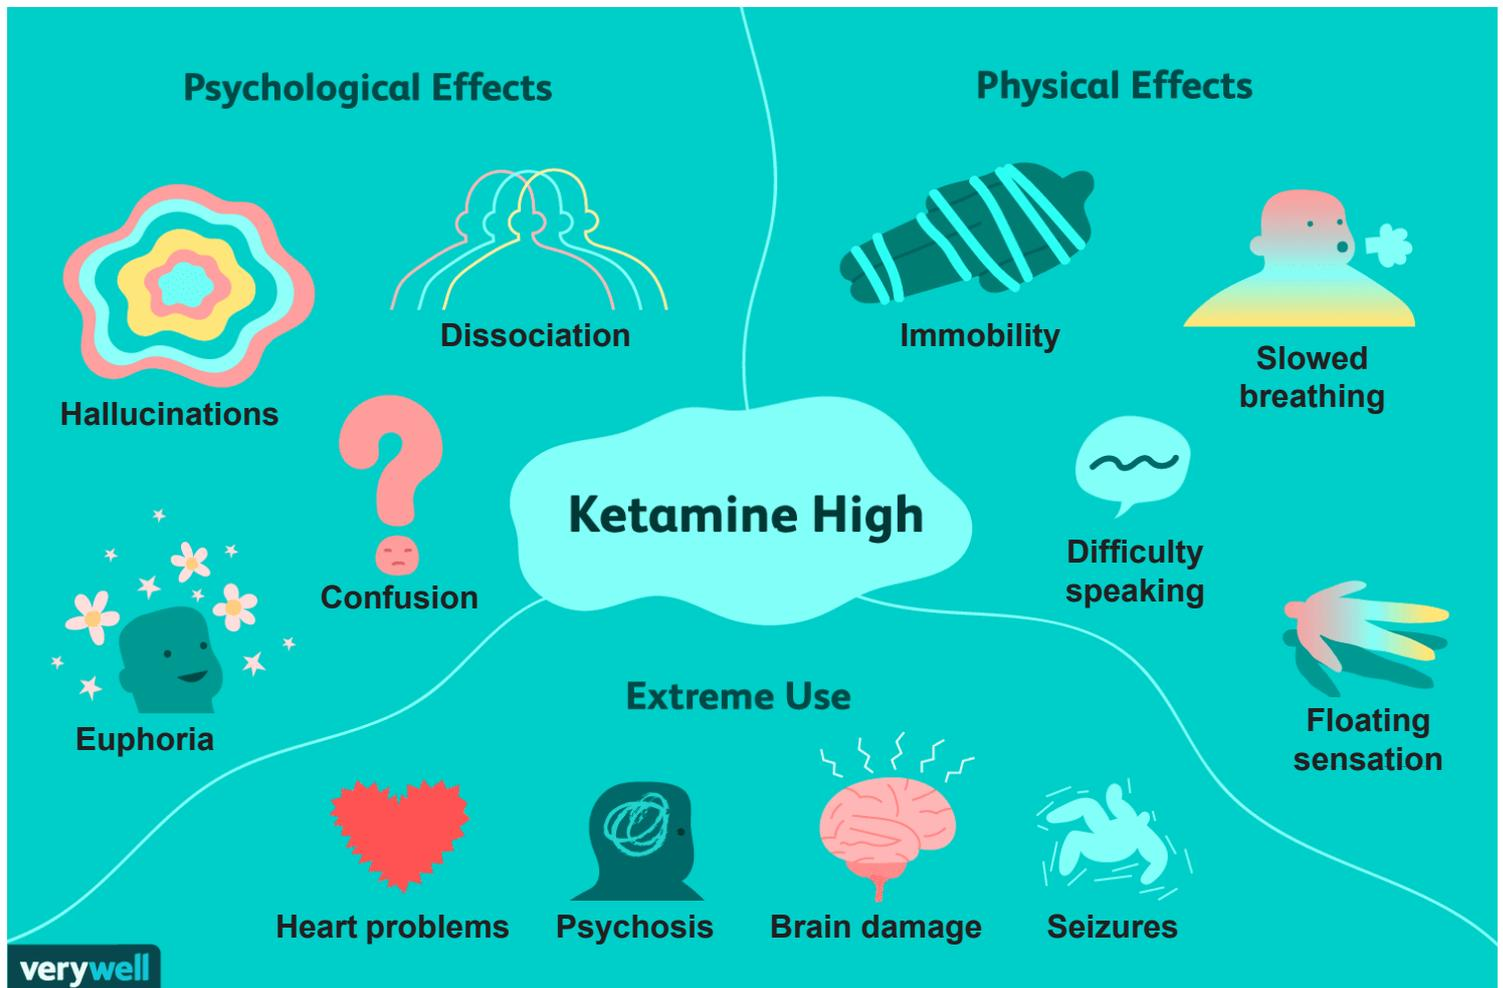 Psychological Effects
Physical Effects
Hallucinations
Dissociation
Confusion
Euphoria
Immobility
Slowed
breathing
Difficulty
speaking
Floating
sensation
Ketamine High
Extreme Use
Heart problems
Psychosis
Brain damage
Seizures
verywell